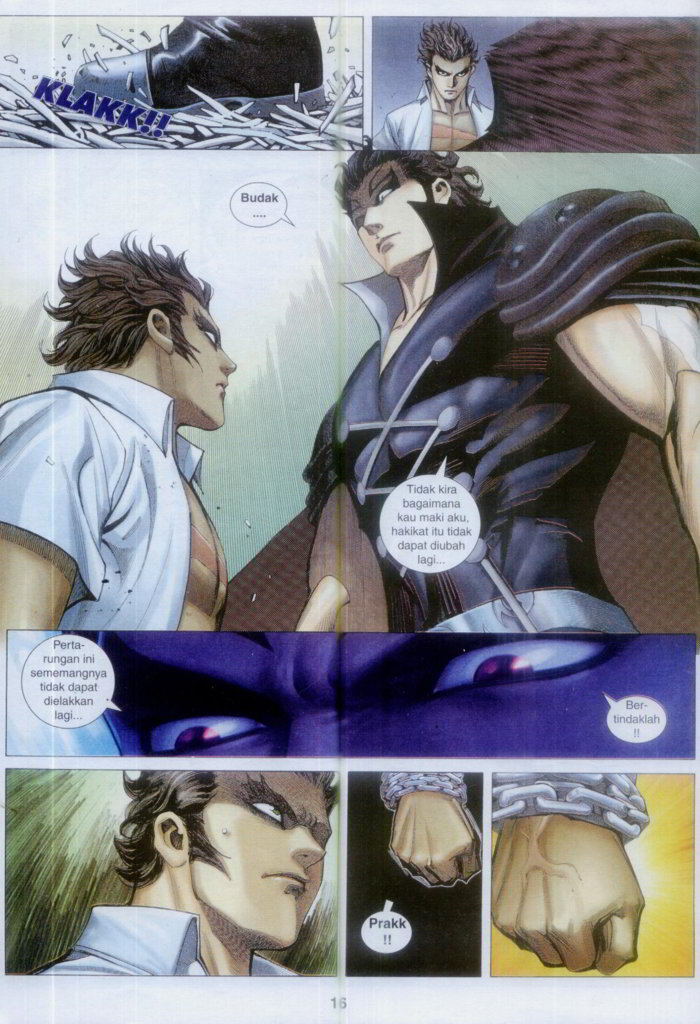 KLAKK!!
Budak
....
Tidak kira
bagaimana
kau maki aku,
hakikat itu tidak
dapat diubah
lagi...
Perta-
rungan ini
sememangnya
tidak dapat
dielakkan
lagi...
Ber-
tindaklah
!!
Prakk
!!
16